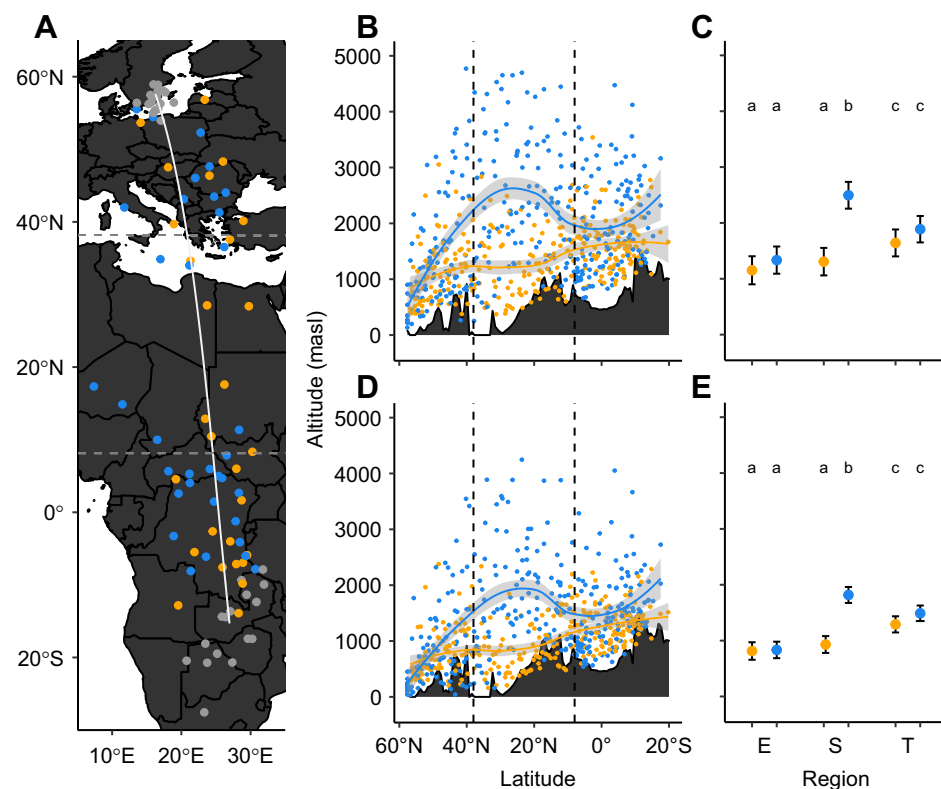 A
60°N
40°N
20°N
0°
20°S
10°E 20°E 30°E
Altitude (masl)
B
5000
4000
3000
2000
1000
0
C
a a a b c c
D
5000
4000
3000
2000
1000
0
60°N 40°N 20°N 0° 20°S
Latitude
E
a a a b c c
E S T
Region